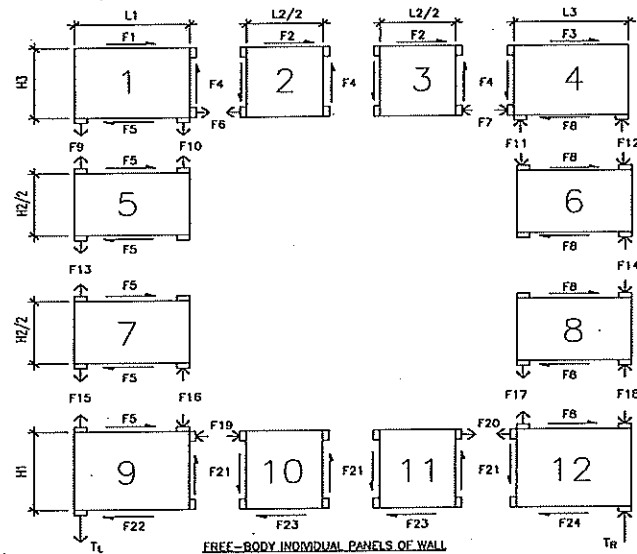 L1 L2/2 L2/2 L3
F1 F2 F2 F3
H3 1 F4 2 F4 3 F4 4
F6 F7
F5 F8
F9 F10 F11 F12
F5 F8
H2/2 5 6
F5 F8
F13 F14
F5 F8
H2/2 7 8
F5 F8
F15 F16 F17 F18
F5 F19 F20 F8
H1 9 F21 10 F21 11 F21 12
F22 F23 F23 F24
TL TR
FREE-BODY INDIVIDUAL PANELS OF WALL